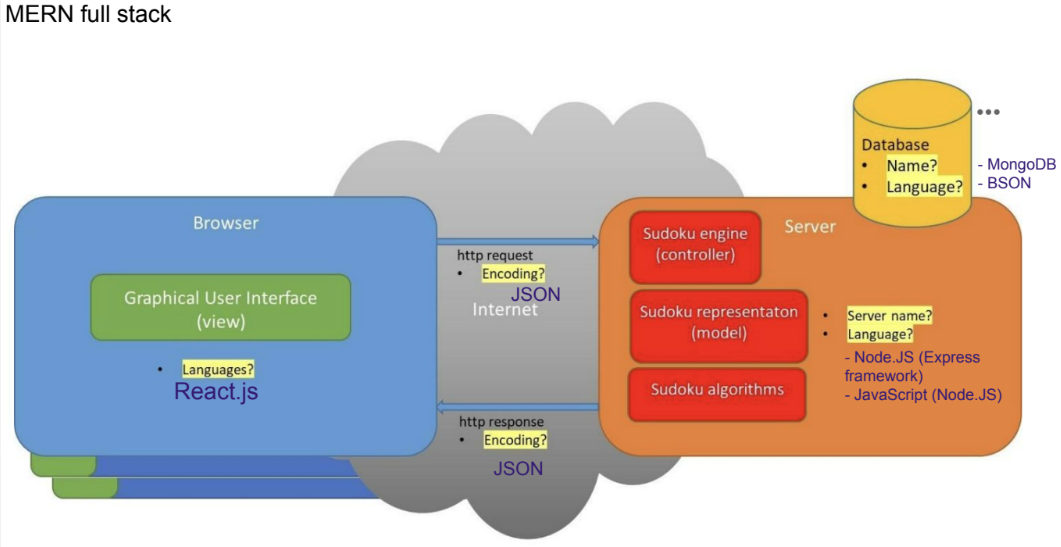 MERN full stack
Database
• Name?
• Language?
- MongoDB
- BSON
...
Browser
Graphical User Interface
(view)
• Languages?
React.js
http request
• Encoding?
JSON
Internet
http response
• Encoding?
JSON
Server
Sudoku engine
(controller)
Sudoku representaton
(model)
Sudoku algorithms
• Server name?
• Language?
- Node.JS (Express
framework)
- JavaScript (Node.JS)